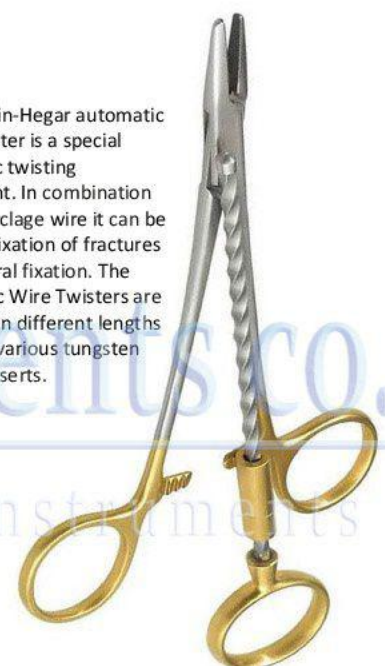 in-Hegar automatic
ter is a special
c twisting
nt. In combination
clage wire it can be
ixation of fractures
ral fixation. The
c Wire Twisters are
n different lengths
various tungsten
serts.
ents co.
nstruments